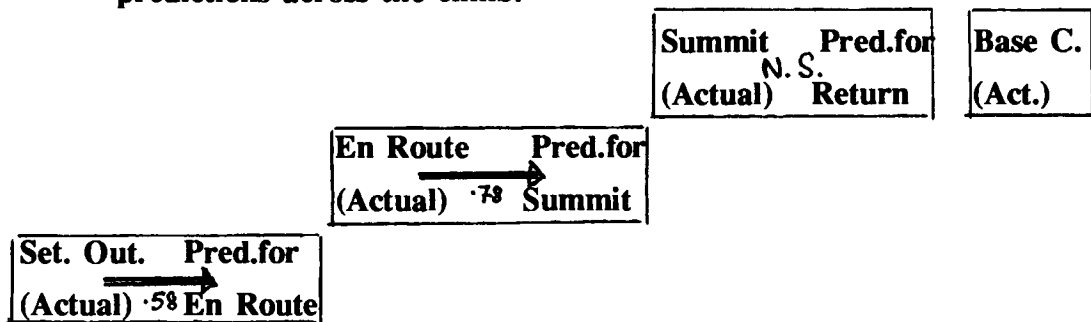 predictions across the climb.
Summit Pred.for
N.S.
(Actual) Return
Base C.
(Act.)
En Route Pred.for
(Actual) .78 Summit
Set. Out. Pred.for
(Actual) .58 En Route